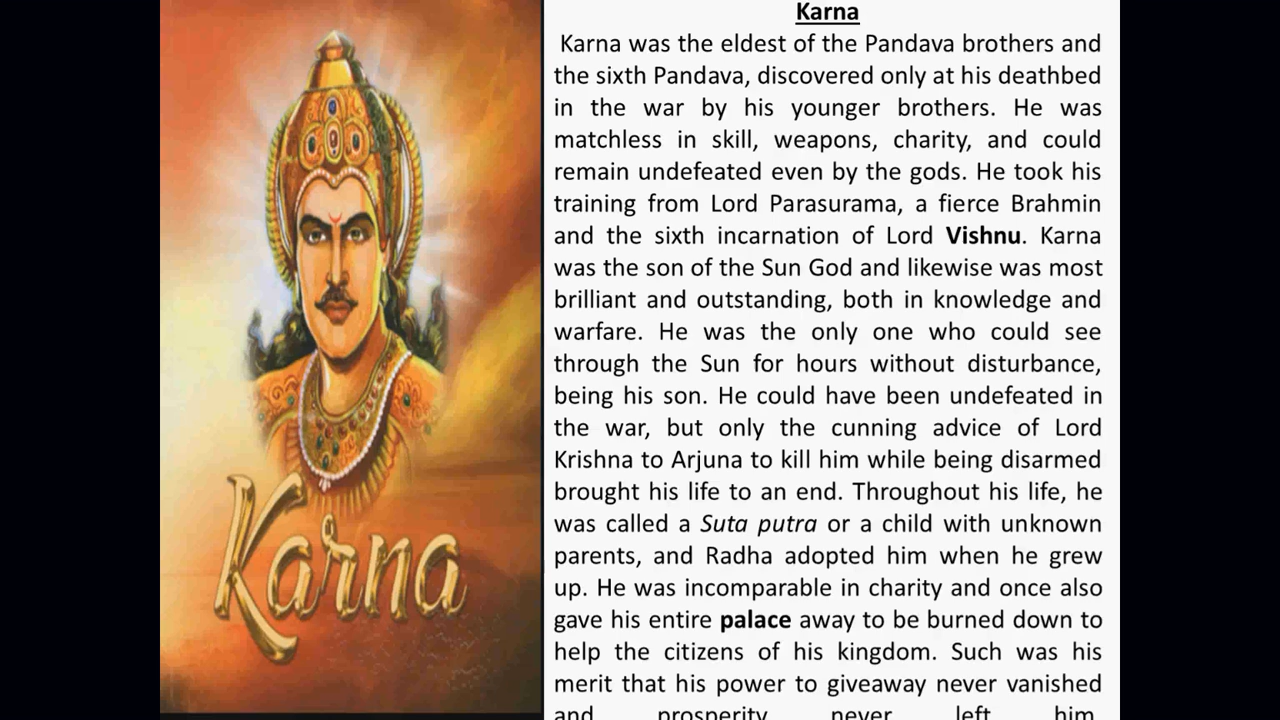 Karna
Karna
Karna was the eldest of the Pandava brothers and
the sixth Pandava, discovered only at his deathbed
in the war by his younger brothers. He was
matchless in skill, weapons, charity, and could
remain undefeated even by the gods. He took his
training from Lord Parasurama, a fierce Brahmin
and the sixth incarnation of Lord Vishnu. Karna
was the son of the Sun God and likewise was most
brilliant and outstanding, both in knowledge and
warfare. He was the only one who could see
through the Sun for hours without disturbance,
being his son. He could have been undefeated in
the war, but only the cunning advice of Lord
Krishna to Arjuna to kill him while being disarmed
brought his life to an end. Throughout his life, he
was called a Suta putra or a child with unknown
parents, and Radha adopted him when he grew
up. He was incomparable in charity and once also
gave his entire palace away to be burned down to
help the citizens of his kingdom. Such was his
merit that his power to giveaway never vanished
and prosperity never left him